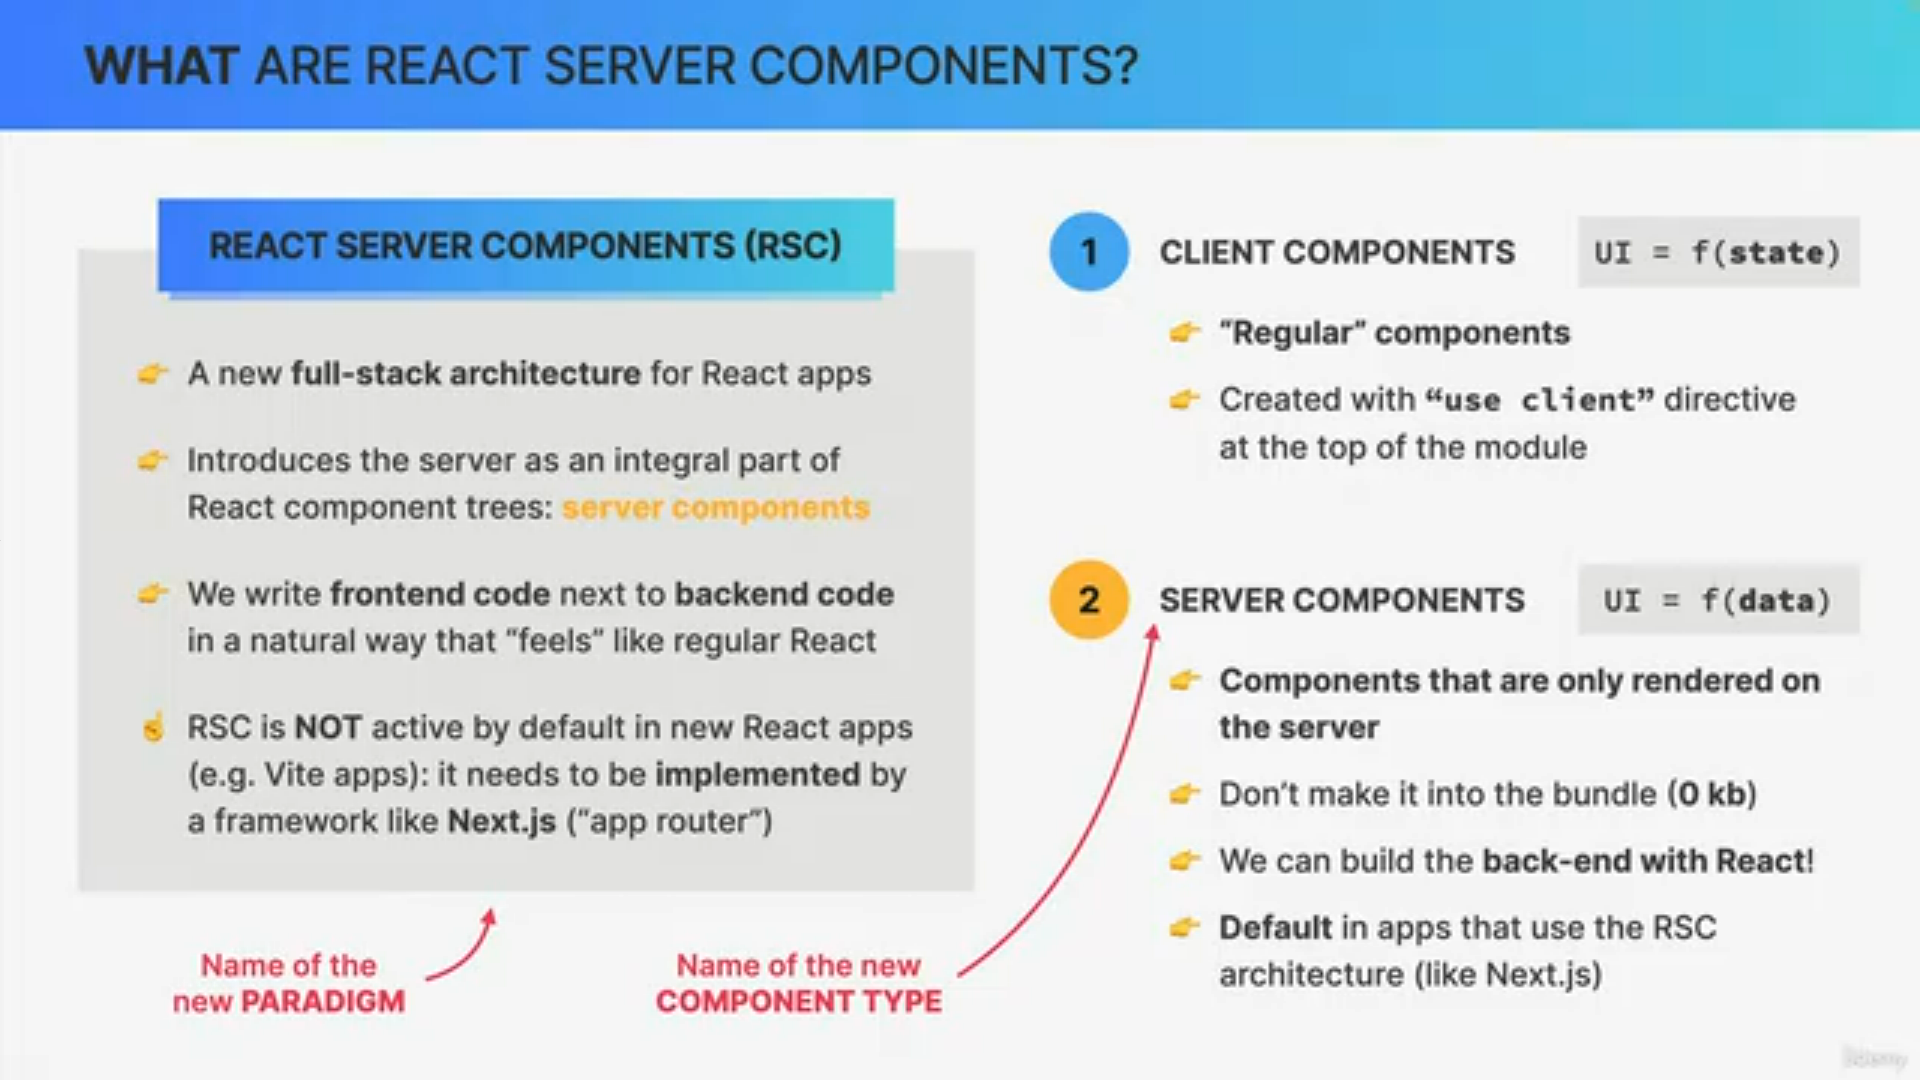 WHAT ARE REACT SERVER COMPONENTS?
REACT SERVER COMPONENTS (RSC)
A new full-stack architecture for React apps
Introduces the server as an integral part of
React component trees: server components
We write frontend code next to backend code
in a natural way that “feels” like regular React
RSC is NOT active by default in new React apps
(e.g. Vite apps): it needs to be implemented by
a framework like Next.js (“app router”)
Name of the
new PARADIGM
Name of the new
COMPONENT TYPE
1
CLIENT COMPONENTS
UI = f(state)
“Regular” components
Created with “use client” directive
at the top of the module
2
SERVER COMPONENTS
UI = f(data)
Components that are only rendered on
the server
Don’t make it into the bundle (0 kb)
We can build the back-end with React!
Default in apps that use the RSC
architecture (like Next.js)
Udemy